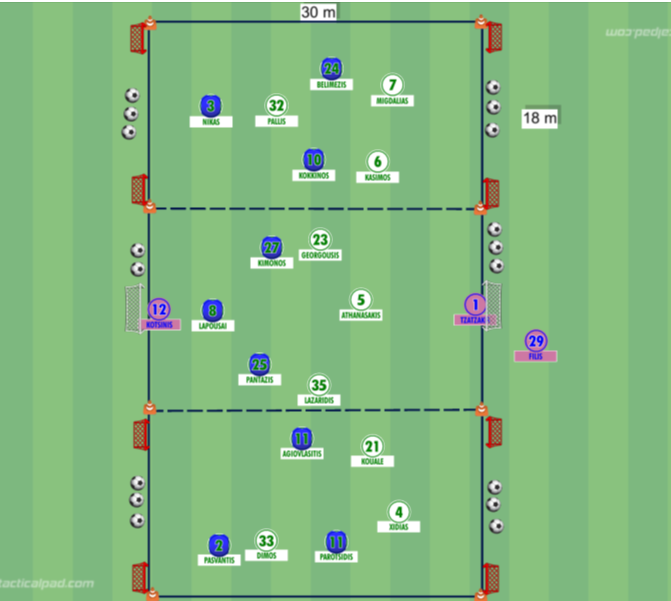 30 m
24
BELIMEZIS
7
MIGDALIAS
3
NIKAS
32
PALLIS
18 m
10
KOKKINOS
6
KASIMOS
27
KIMONOS
23
GEORGOUSIS
12
KOTSINIS
8
LAPOUSAI
5
ATHANASAKIS
1
TZATZAK
29
FILIS
25
PANTAZIS
35
LAZARIDIS
11
AGIOVLASITIS
21
KOUALE
4
XIDIAS
2
PASVANTIS
33
DIMOS
11
PAROTSIDIS
tacticalpad.com